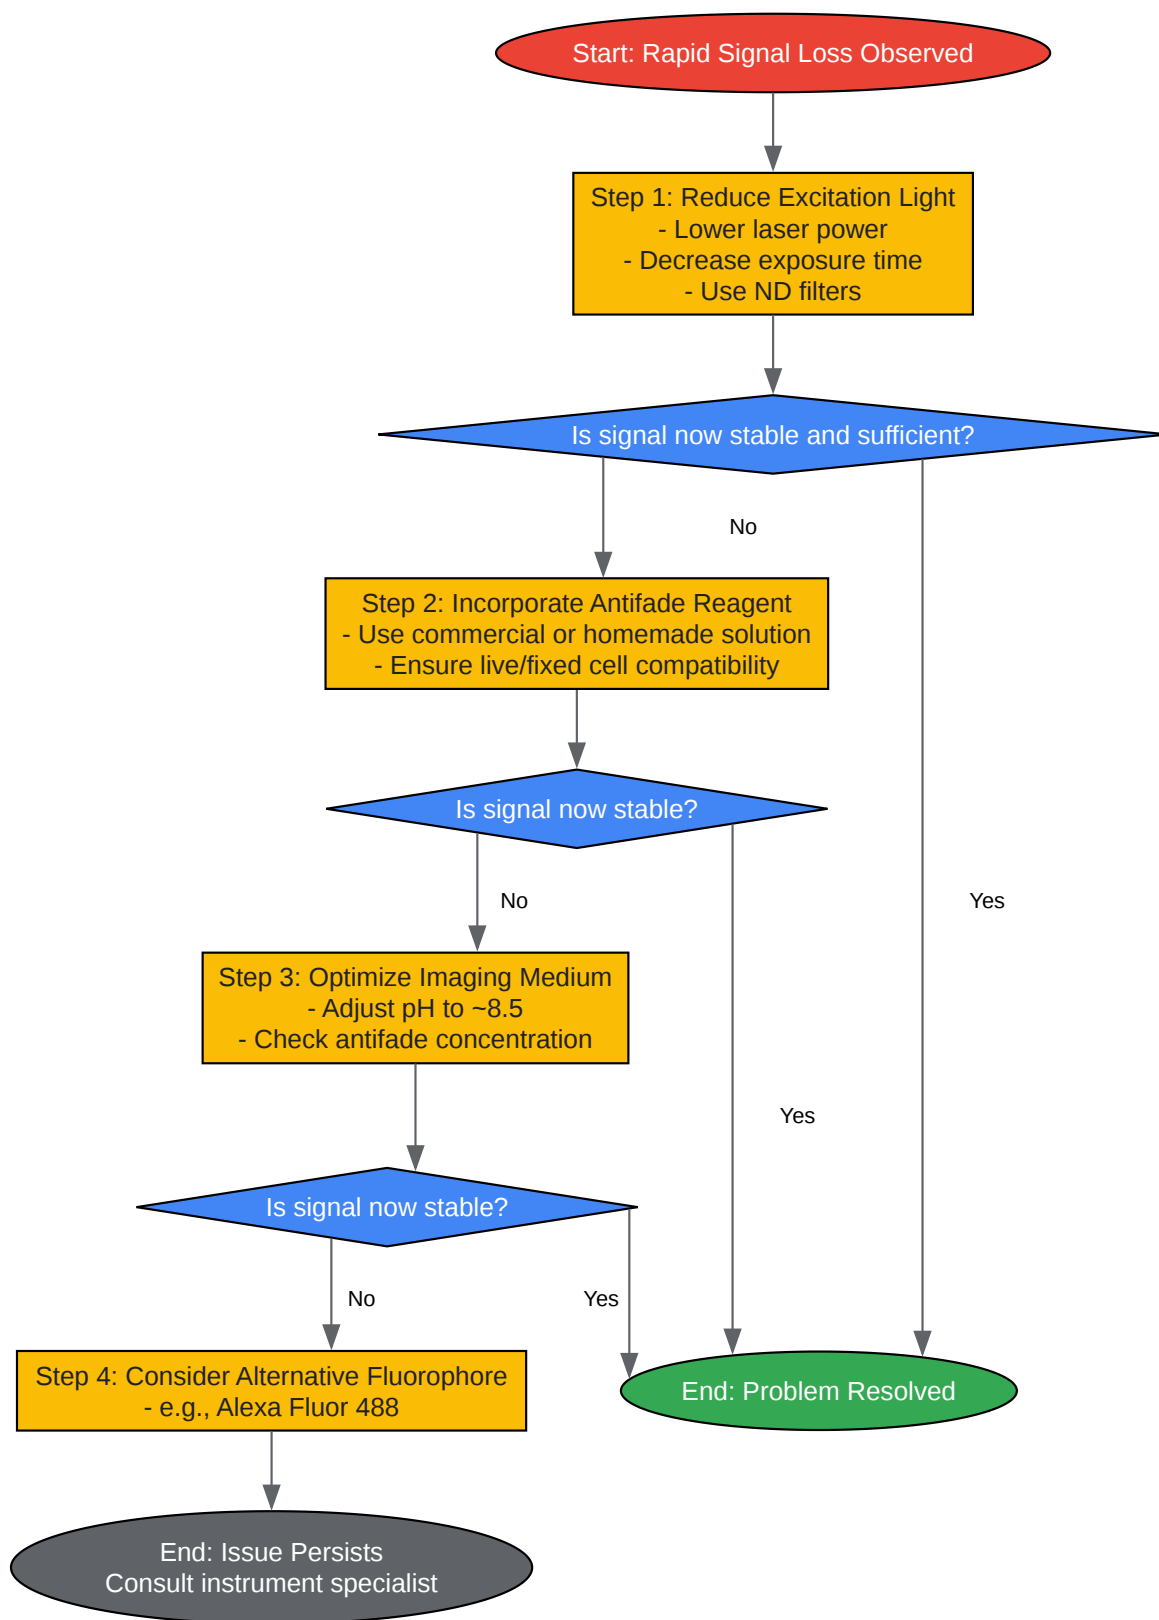 Start: Rapid Signal Loss Observed
Step 1: Reduce Excitation Light
- Lower laser power
- Decrease exposure time
- Use ND filters
Is signal now stable and sufficient?
No
Step 2: Incorporate Antifade Reagent
- Use commercial or homemade solution
- Ensure live/fixed cell compatibility
Is signal now stable?
No
Yes
Step 3: Optimize Imaging Medium
- Adjust pH to ~8.5
- Check antifade concentration
Yes
Is signal now stable?
No
Yes
Step 4: Consider Alternative Fluorophore
- e.g., Alexa Fluor 488
End: Problem Resolved
End: Issue Persists
Consult instrument specialist